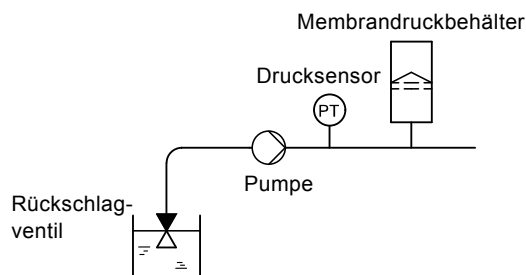 Membrandruckbehälter
Drucksensor
PT
Pumpe
Rückschlag-
ventil